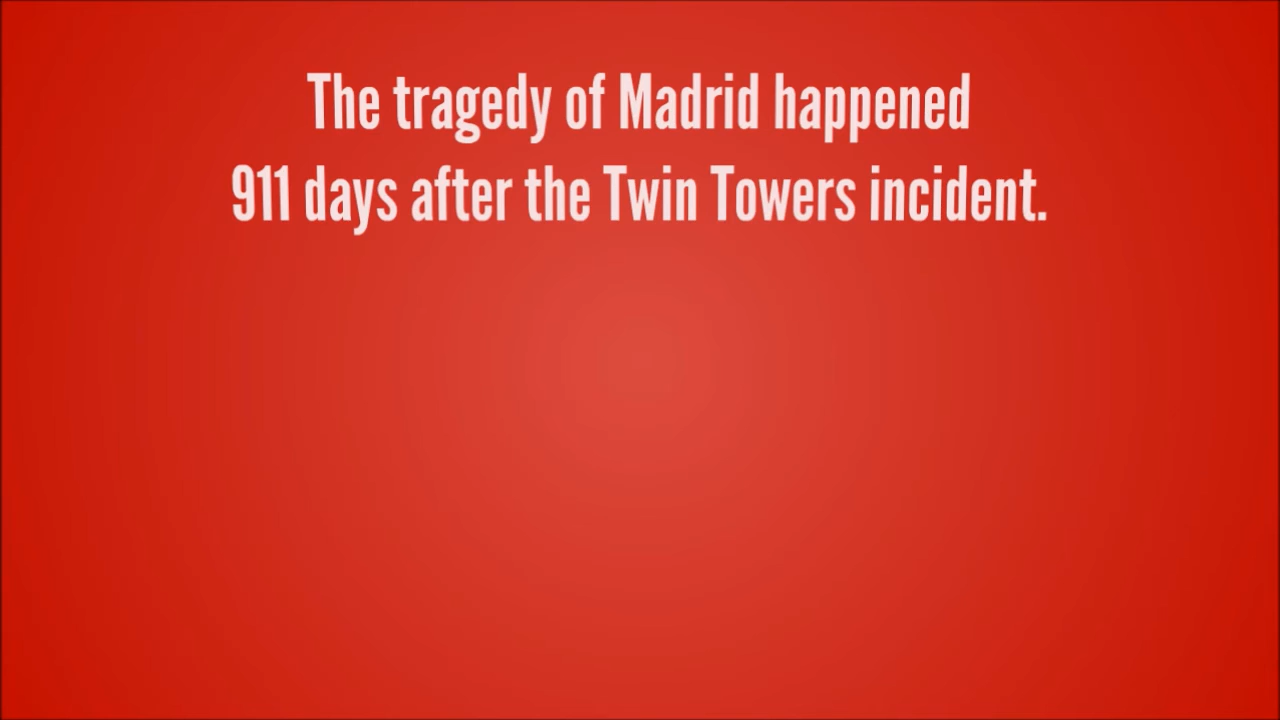 The tragedy of Madrid happened
911 days after the Twin Towers incident.